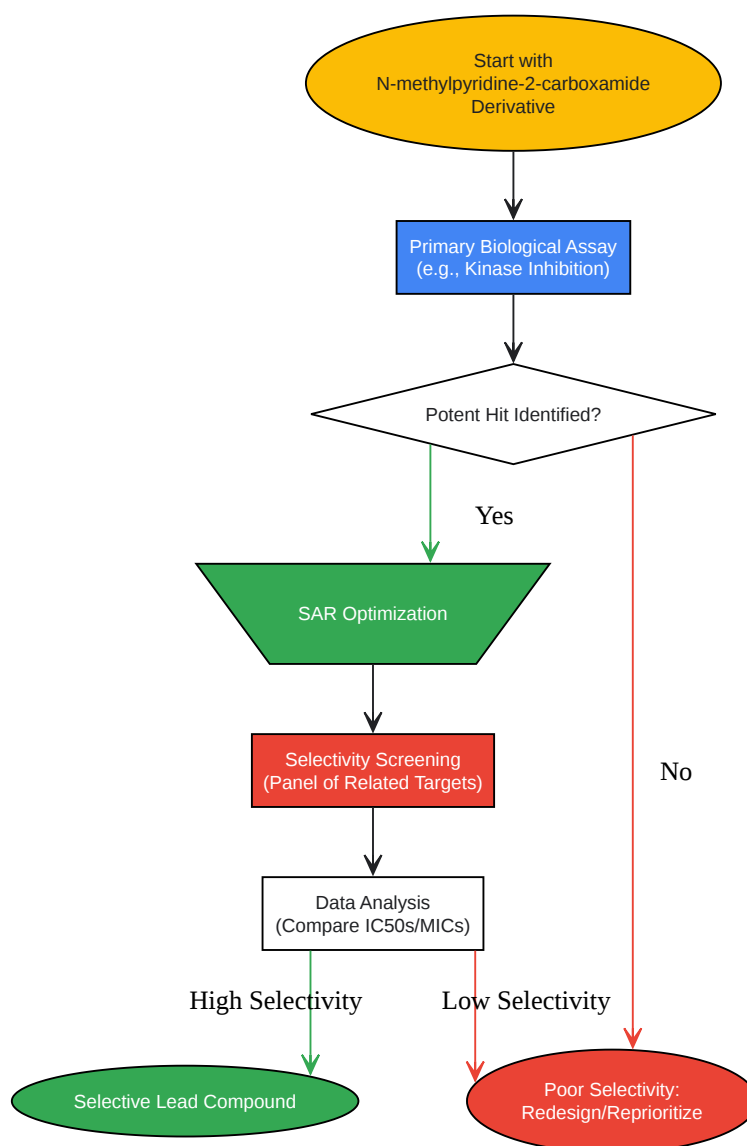 Start with
N-methylpyridine-2-carboxamide
Derivative
Primary Biological Assay
(e.g., Kinase Inhibition)
Potent Hit Identified?
Yes
SAR Optimization
Selectivity Screening
(Panel of Related Targets)
No
Data Analysis
(Compare IC50s/MICs)
High Selectivity
Low Selectivity
Selective Lead Compound
Poor Selectivity:
Redesign/Reprioritize